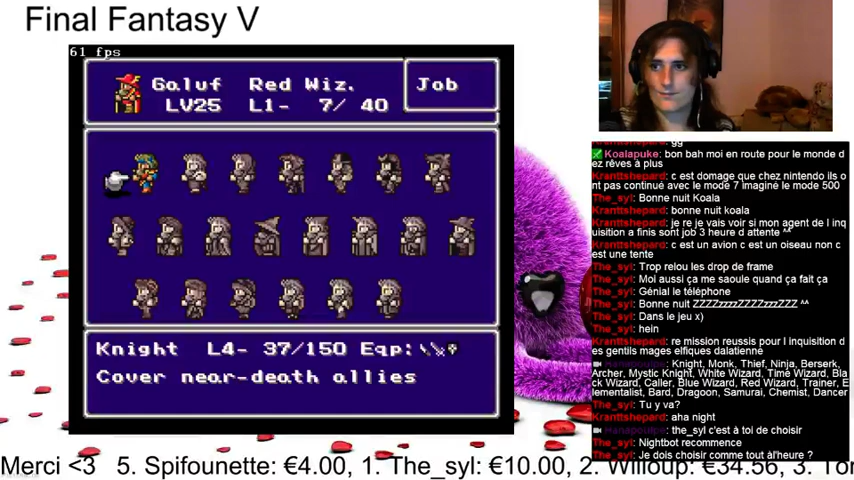 Final Fantasy V
61 fps
Galuf Red Wiz.
LV25 L1- 7/ 40
Job
Knight L4- 37/150 Eqp:
Cover near-death allies
Kranttshepard: gg
Koalapuke: bon bah moi en route pour le monde d
ez rêves à plus
Kranttshepard: c est domage que chez nintendo ils o
nt pas continué avec le mode 7 imaginé le mode 500
The_syl: Bonne nuit Koala
Kranttshepard: bonne nuit koala
je re je vais voir si mon agent de l inq
uisition a finis sont job 3 heure d attente ^^
Kranttshepard: c est un avion c est un oiseau non c
est une tente
The_syl: Trop relou les drop de frame
The_syl: Moi aussi ça me saoule quand ça fait ça
The_syl: Génial le téléphone
The_syl: Bonne nuit ZZZZzzzzZZZZzzzZZZ ^^
The_syl: Dans le jeu x)
The_syl: hein
Kranttshepard: re mission reussis pour l inquisition d
es gentils mages elfiques dalatienne
Knight, Monk, Thief, Ninja, Berserk,
Archer, Mystic Knight, White Wizard, Time Wizard, Bla
ck Wizard, Caller, Blue Wizard, Red Wizard, Trainer, E
lementalist, Bard, Dragoon, Samurai, Chemist, Dancer
The_syl: Tu y va?
Kranttshepard: aha night
the_syl c'est à toi de choisir
The_syl: Nightbot recommence
The_syl: Je dois choisir comme tout àl'heure ?
Merci <3 5. Spifounette: €4.00, 1. The_syl: €10.00, 2. Willoup: €34.56, 3. Tor